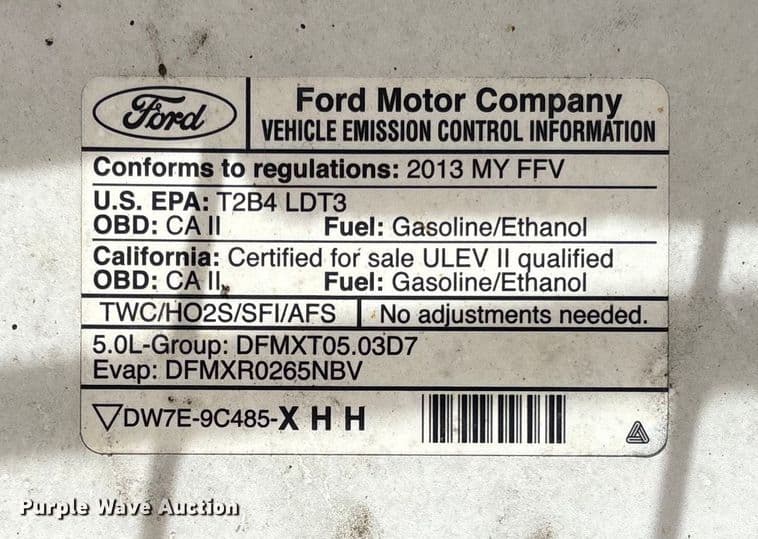 Ford
Ford Motor Company
VEHICLE EMISSION CONTROL INFORMATION
Conforms to regulations: 2013 MY FFV
U.S. EPA: T2B4 LDT3
OBD: CA II Fuel: Gasoline/Ethanol
California: Certified for sale ULEV II qualified
OBD: CA II Fuel: Gasoline/Ethanol
TWC/HO2S/SFI/AFS No adjustments needed.
5.0L-Group: DFMXT05.03D7
Evap: DFMXR0265NBV
DW7E-9C485-X H H
Purple Wave Auction